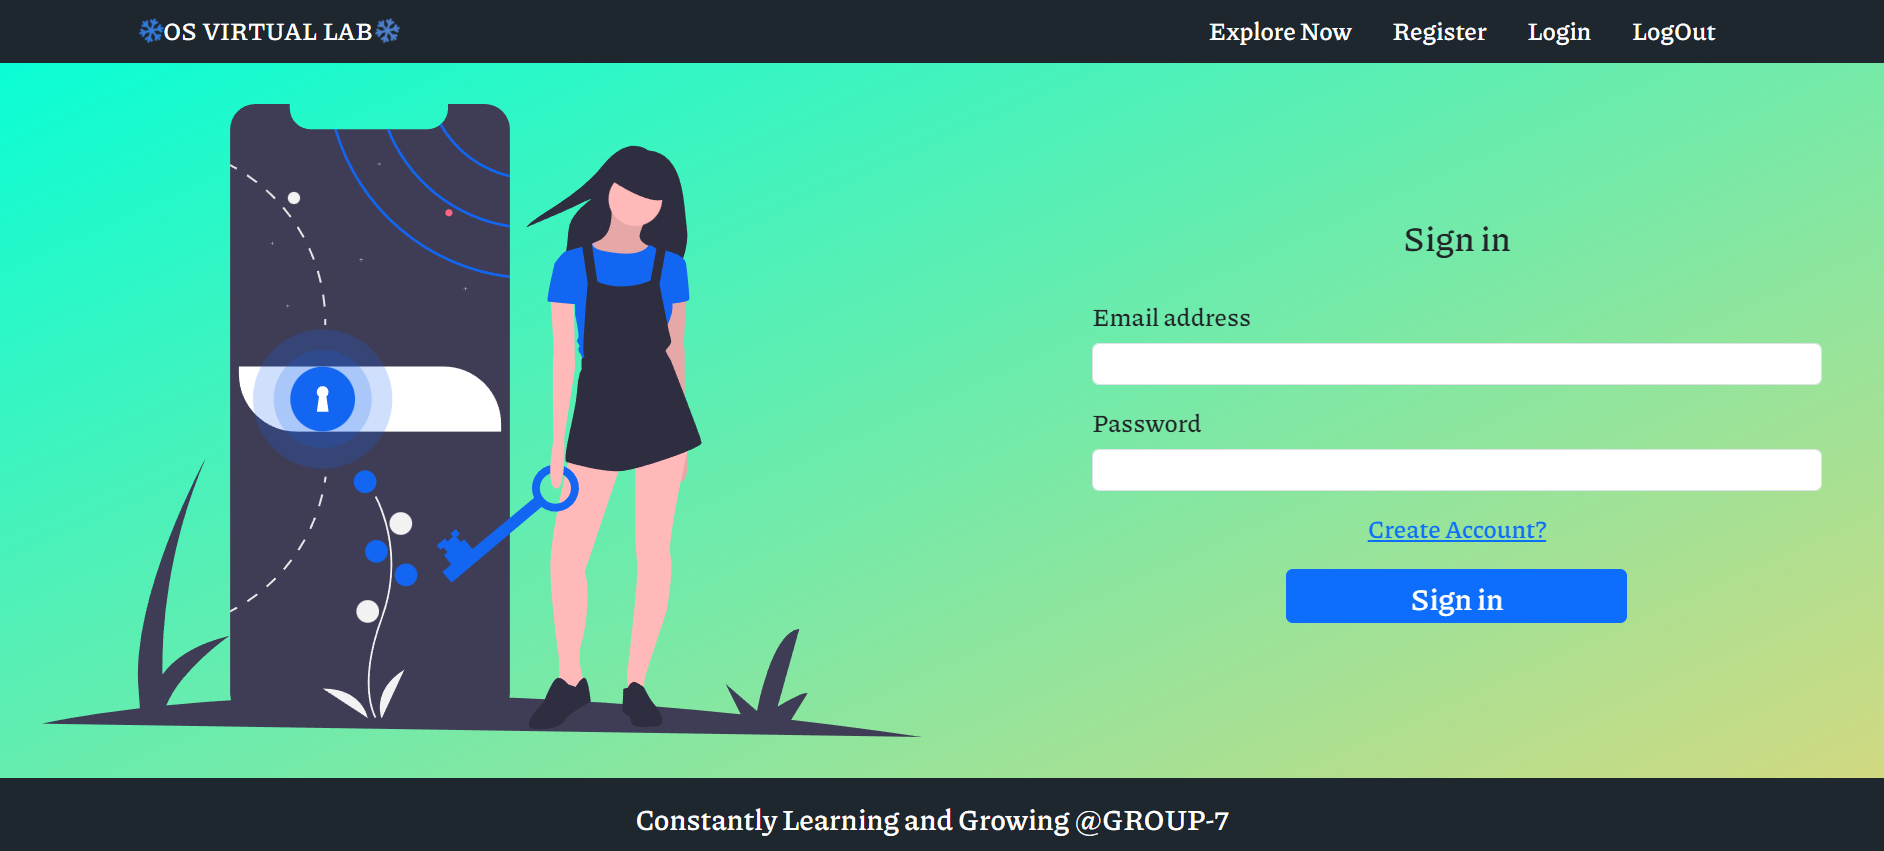 ❄OS VIRTUAL LAB❄
Explore Now Register Login LogOut
Sign in
Email address
Password
Create Account?
Sign in
Constantly Learning and Growing @GROUP-7